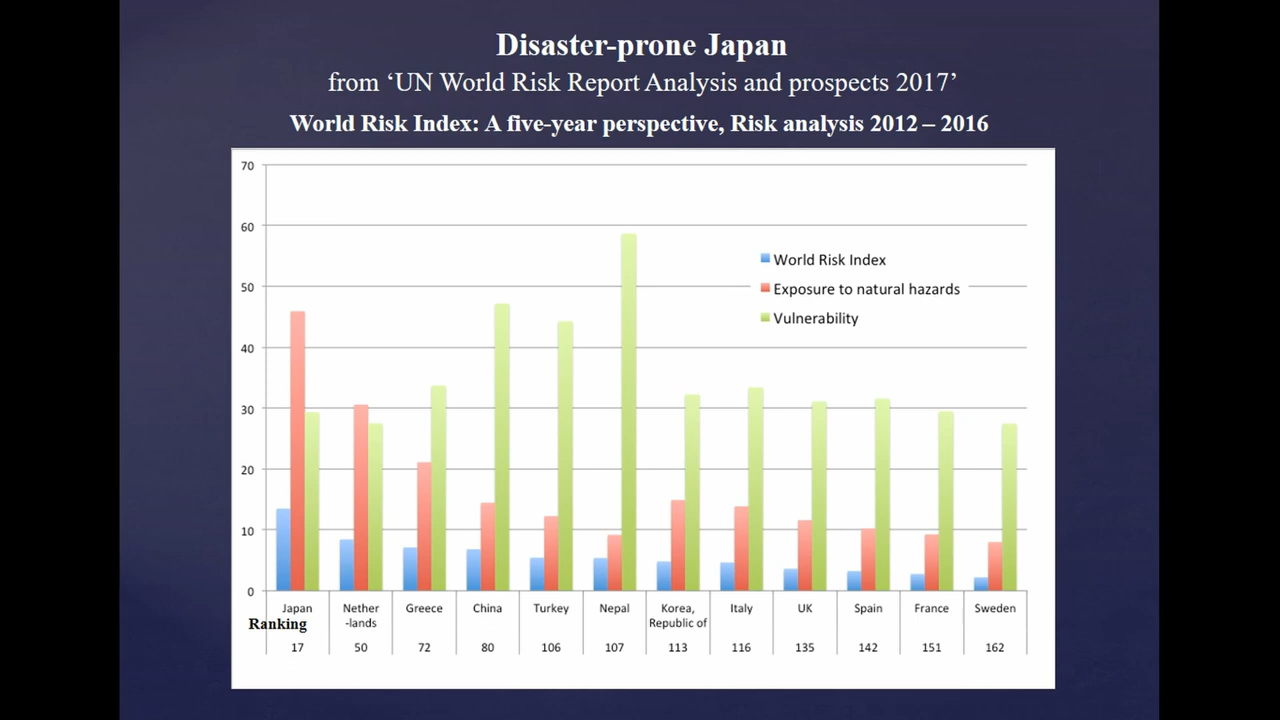 Disaster-prone Japan
from ‘UN World Risk Report Analysis and prospects 2017’
World Risk Index: A five-year perspective, Risk analysis 2012 – 2016
70
60
50
40
30
20
10
0
World Risk Index
Exposure to natural hazards
Vulnerability
Japan Nether Greece China Turkey Nepal Korea, Italy UK Spain France Sweden
Ranking -lands Republic of
17 50 72 80 106 107 113 116 135 142 151 162